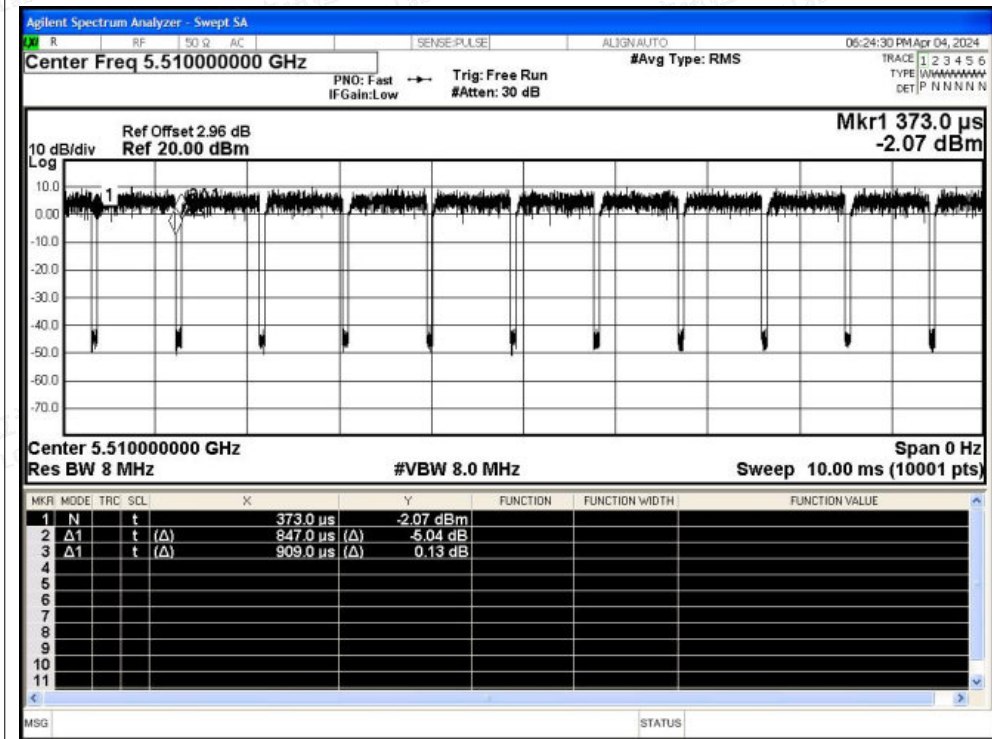 Agilent Spectrum Analyzer - Swept SA
LXI R RF 50 Ω AC SENSE:PULSE ALIGN AUTO 06:24:30 PM Apr 04, 2024
Center Freq 5.510000000 GHz #Avg Type: RMS TRACE 1 2 3 4 5 6
PNO: Fast Trig: Free Run TYPE
IFGain:Low #Atten: 30 dB DET P N N N N N
Mkr1 373.0 µs
-2.07 dBm
Ref Offset 2.96 dB
10 dB/div Ref 20.00 dBm
Log
10.0
0.00
-10.0
-20.0
-30.0
-40.0
-50.0
-60.0
-70.0
1
Center 5.510000000 GHz Span 0 Hz
Res BW 8 MHz #VBW 8.0 MHz Sweep 10.00 ms (10001 pts)
MKR MODE TRC SCL X Y FUNCTION FUNCTION WIDTH FUNCTION VALUE
1 N t 373.0 µs -2.07 dBm
2 Δ1 t (Δ) 847.0 µs (Δ) -5.04 dB
3 Δ1 t (Δ) 909.0 µs (Δ) 0.13 dB
4
5
6
7
8
9
10
11
MSG STATUS